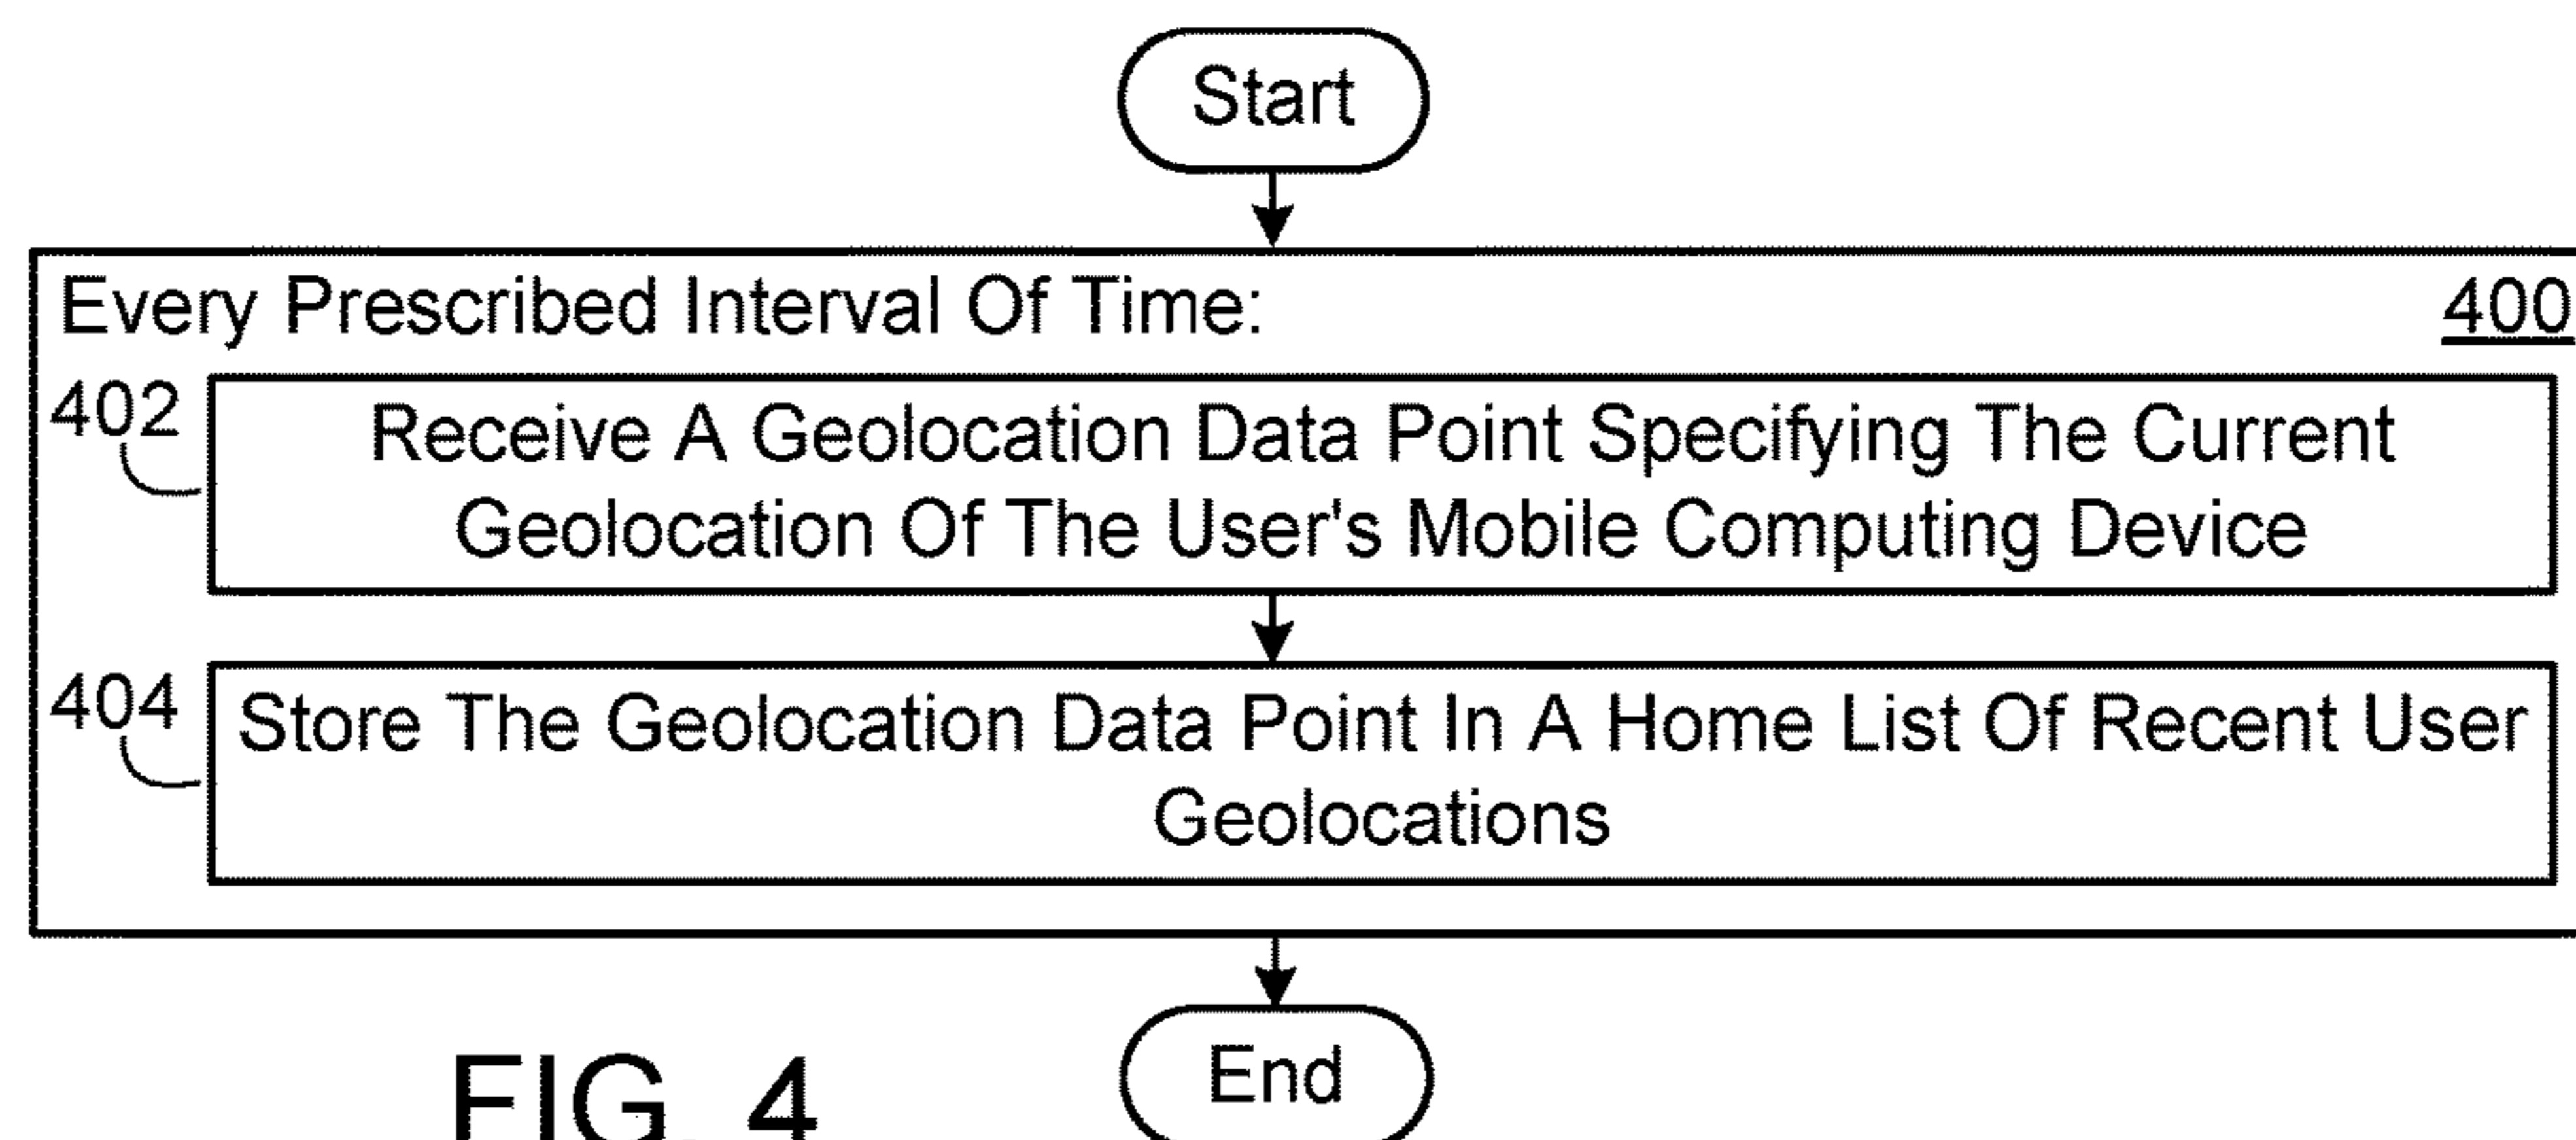 Start
Every Prescribed Interval Of Time:
400
402
Receive A Geolocation Data Point Specifying The Current
Geolocation Of The User's Mobile Computing Device
404
Store The Geolocation Data Point In A Home List Of Recent User
Geolocations
End
FIG. 4